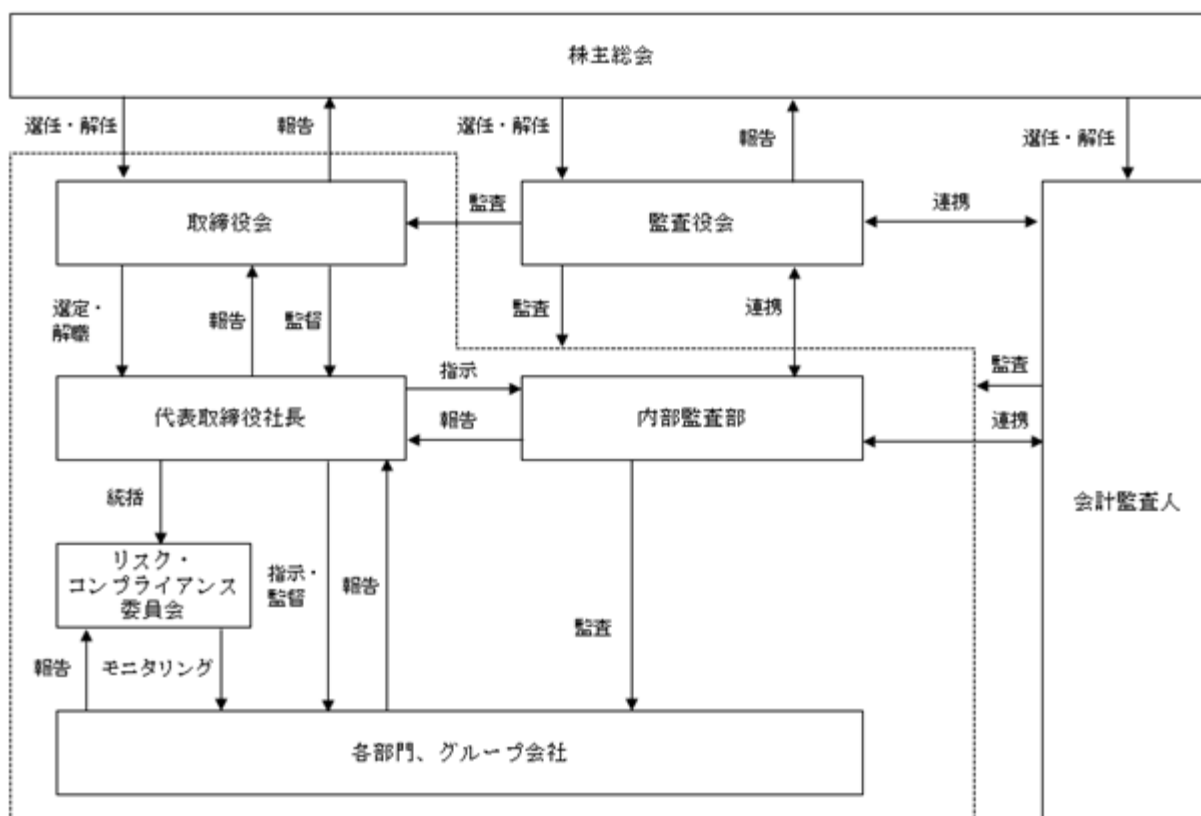 株主総会
選任・解任
報告
選任・解任
報告
選任・解任
取締役会
監査
監査役会
連携
選定・
解職
報告
監督
監査
連携
代表取締役社長
指示
報告
内部監査部
監査
連携
会計監査人
統括
リスク・
コンプライアンス
委員会
指示・
監督
報告
監査
報告
モニタリング
各部門、グループ会社